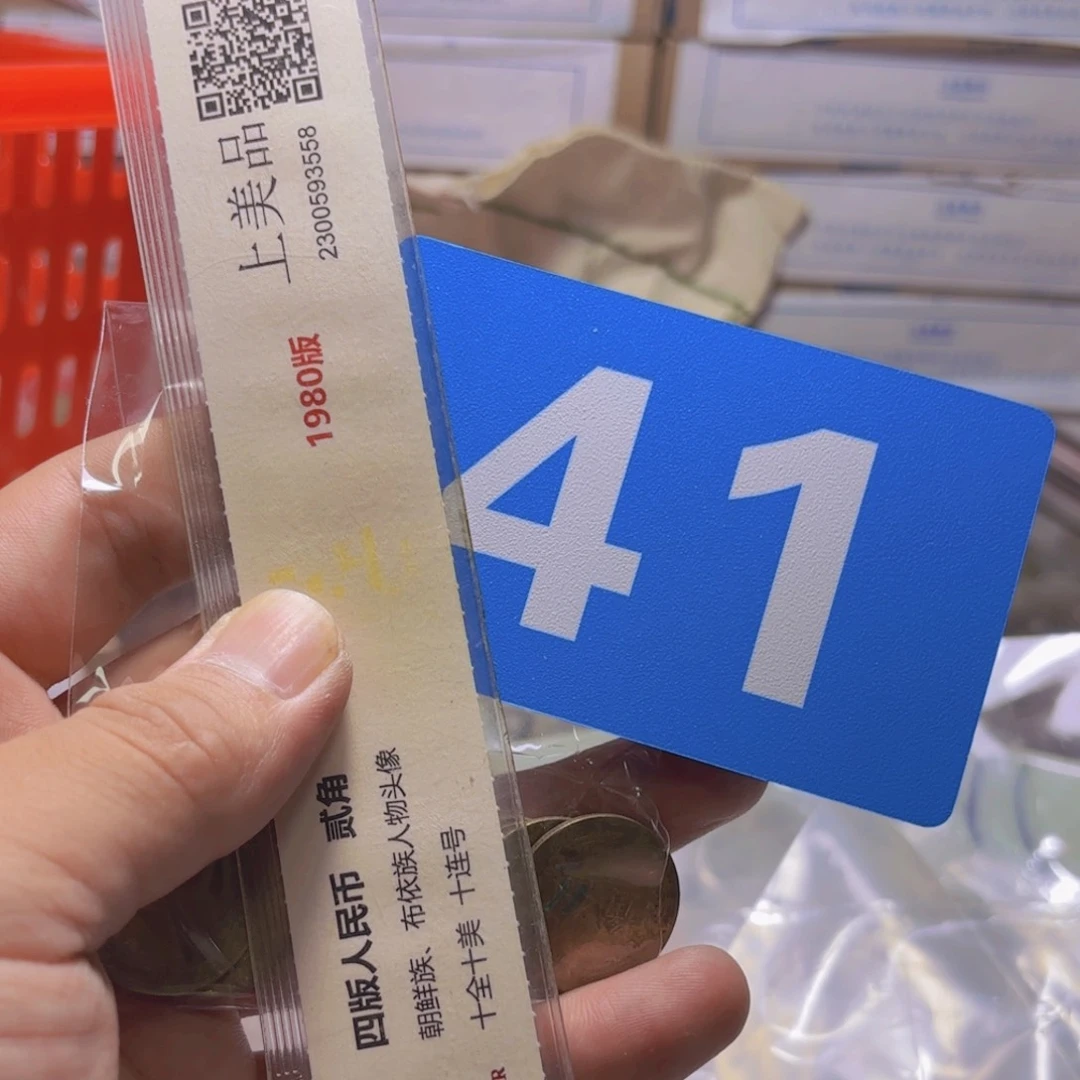 上美品
2300593558
1980版
四版人民币 贰角
朝鲜族、布依族人物头像
十全十美 十连号
R
41